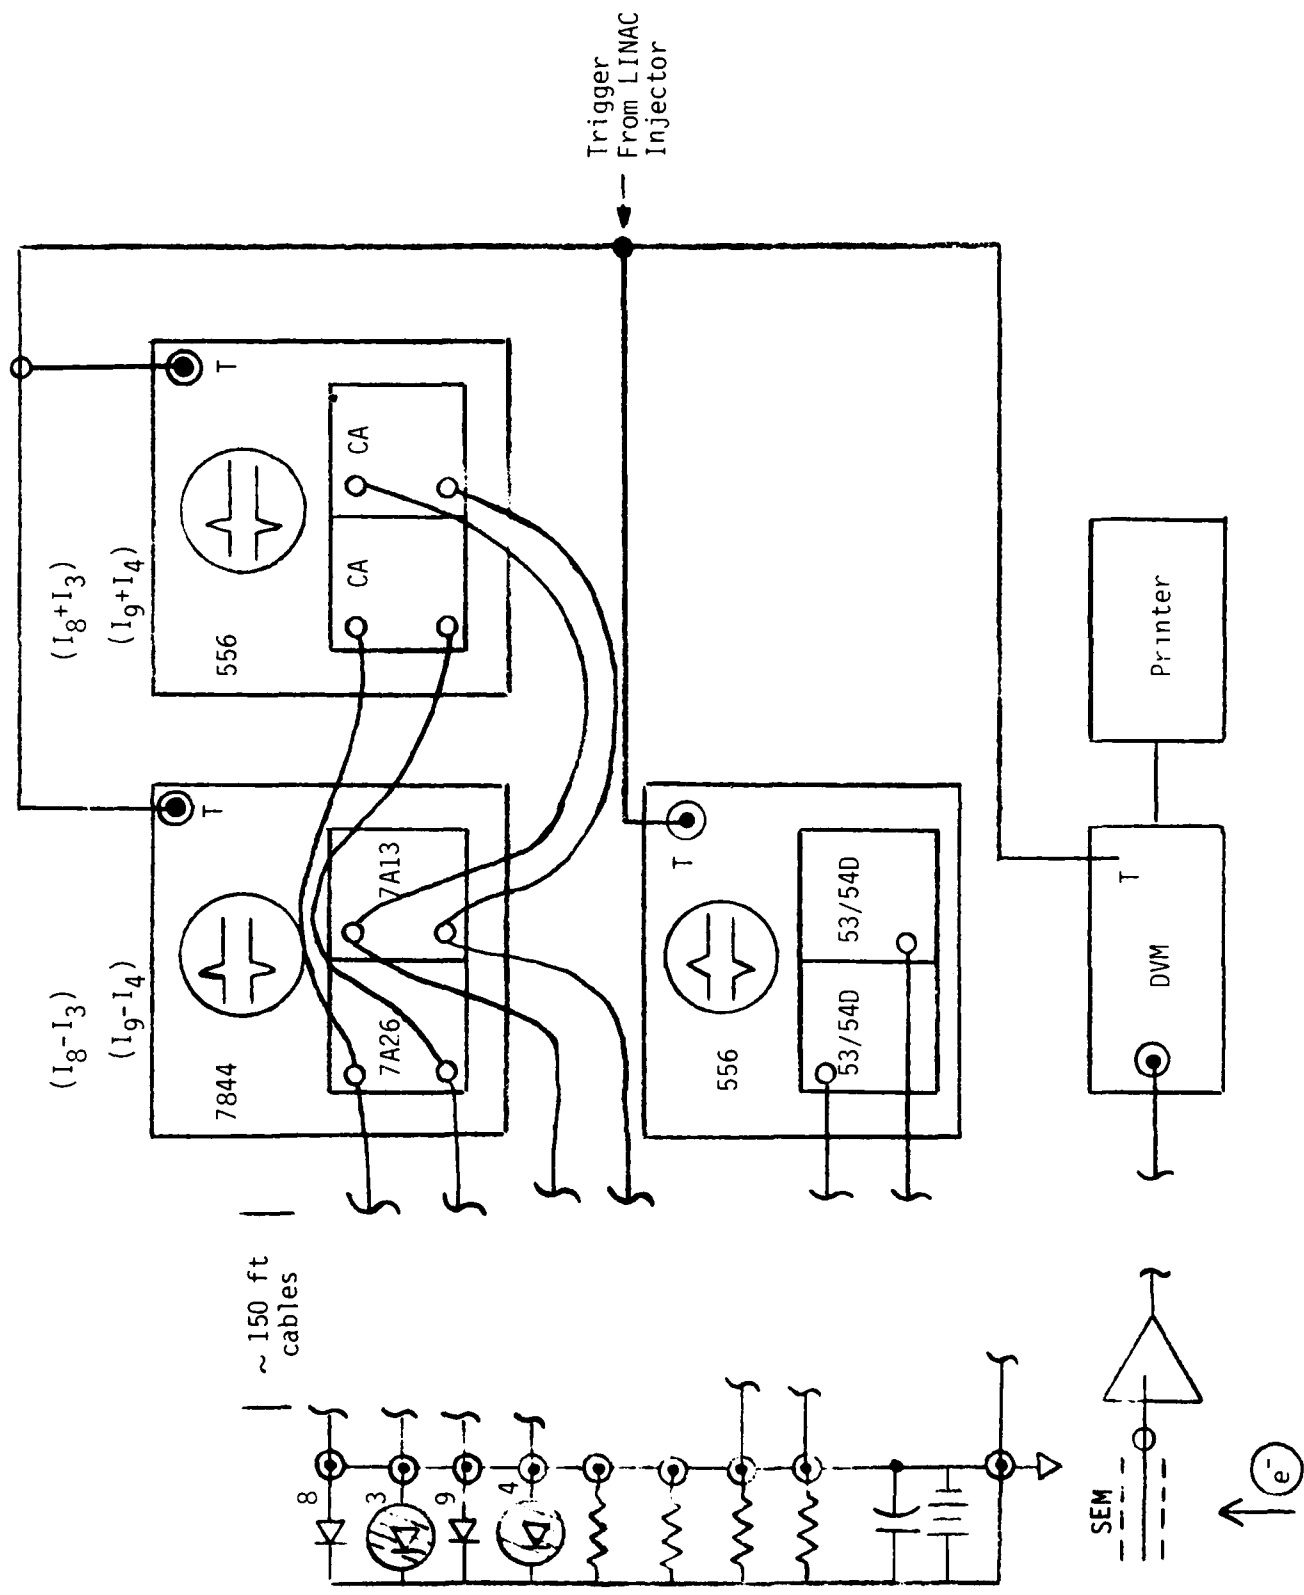 Trigger
From LINAC
Injector
(I8-I3)
(I9-I4)
7844
T
7A26
7A13
(I8+I3)
(I9+I4)
556
T
CA
CA
~ 150 ft
cables
8
3
9
4
556
T
53/54D
53/54D
DVM
T
Printer
SEM
e-